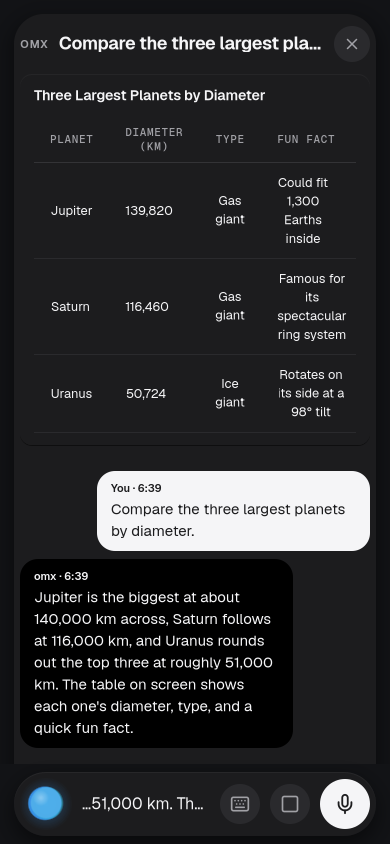 OMX Compare the three largest pla...
Three Largest Planets by Diameter
PLANET DIAMETER (KM) TYPE FUN FACT
Jupiter 139,820 Gas giant Could fit 1,300 Earths inside
Saturn 116,460 Gas giant Famous for its spectacular ring system
Uranus 50,724 Ice giant Rotates on its side at a 98° tilt
You · 6:39
Compare the three largest planets
by diameter.
omx · 6:39
Jupiter is the biggest at about
140,000 km across, Saturn follows
at 116,000 km, and Uranus rounds
out the top three at roughly 51,000
km. The table on screen shows
each one's diameter, type, and a
quick fun fact.
...51,000 km. Th...